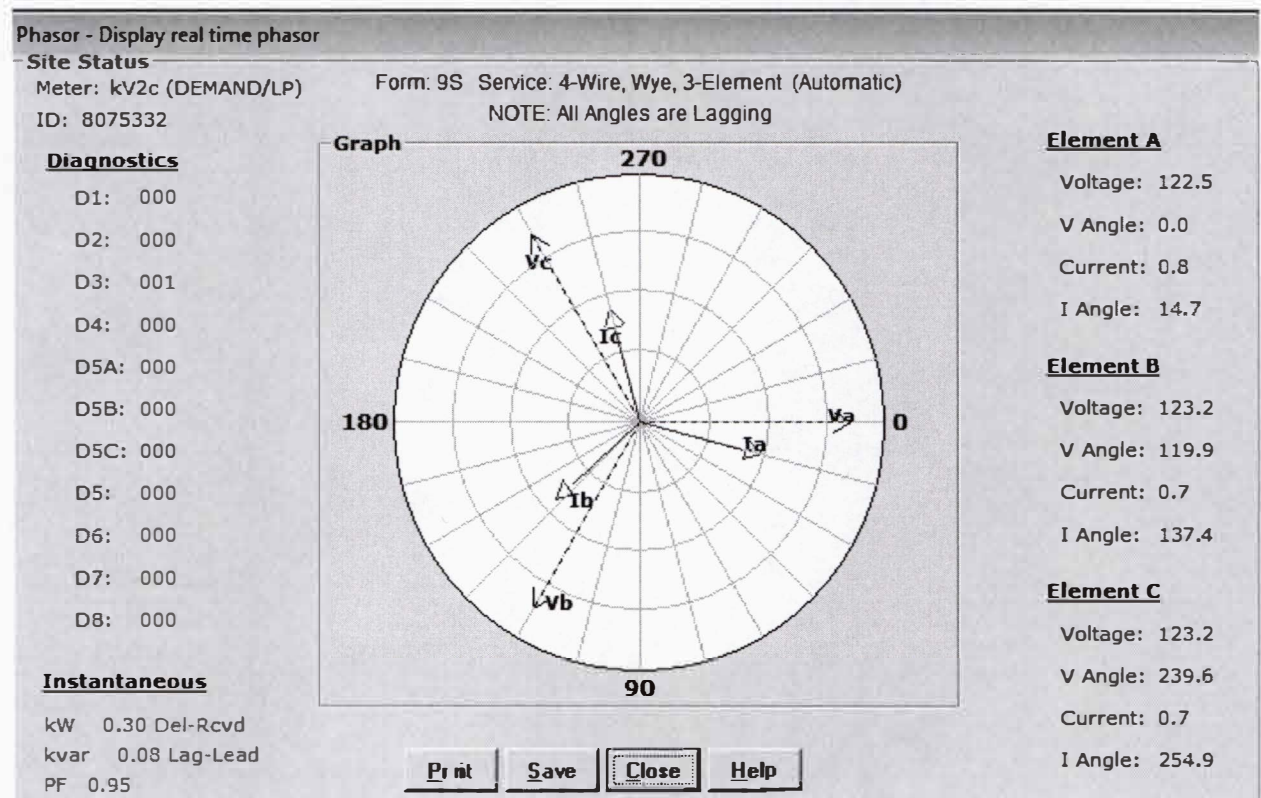 Phasor - Display real time phasor
Site Status
Meter: kV2c (DEMAND/LP)
ID: 8075332
Form: 9S Service: 4-Wire, Wye, 3-Element (Automatic)
NOTE: All Angles are Lagging
Diagnostics
D1: 000
D2: 000
D3: 001
D4: 000
D5A: 000
D5B: 000
D5C: 000
D5: 000
D6: 000
D7: 000
D8: 000
Instantaneous
kW 0.30 Del-Rcvd
kvar 0.08 Lag-Lead
PF 0.95
Graph
270
Vc
Ic
180
Va
0
Ia
Ib
Vb
90
Print
Save
Close
Help
Element A
Voltage: 122.5
V Angle: 0.0
Current: 0.8
I Angle: 14.7
Element B
Voltage: 123.2
V Angle: 119.9
Current: 0.7
I Angle: 137.4
Element C
Voltage: 123.2
V Angle: 239.6
Current: 0.7
I Angle: 254.9